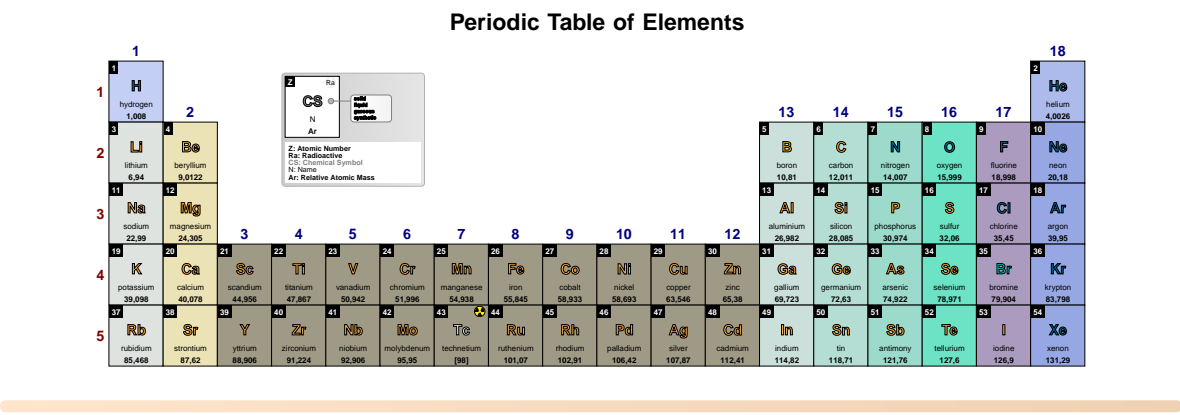 Periodic Table of Elements
1 18
1 H hydrogen 1,008
2 He helium 4,0026
1
Z Ra
CS
N
Ar
solid
liquid
gaseous
synthetic
Z: Atomic Number
Ra: Radioactive
CS: Chemical Symbol
N: Name
Ar: Relative Atomic Mass
2 13 14 15 16 17
2
3 Li lithium 6,94
4 Be beryllium 9,0122
5 B boron 10,81
6 C carbon 12,011
7 N nitrogen 14,007
8 O oxygen 15,999
9 F fluorine 18,998
10 Ne neon 20,18
3
11 Na sodium 22,99
12 Mg magnesium 24,305
13 Al aluminium 26,982
14 Si silicon 28,085
15 P phosphorus 30,974
16 S sulfur 32,06
17 Cl chlorine 35,45
18 Ar argon 39,95
3 4 5 6 7 8 9 10 11 12
4
19 K potassium 39,098
20 Ca calcium 40,078
21 Sc scandium 44,956
22 Ti titanium 47,867
23 V vanadium 50,942
24 Cr chromium 51,996
25 Mn manganese 54,938
26 Fe iron 55,845
27 Co cobalt 58,933
28 Ni nickel 58,693
29 Cu copper 63,546
30 Zn zinc 65,38
31 Ga gallium 69,723
32 Ge germanium 72,63
33 As arsenic 74,922
34 Se selenium 78,971
35 Br bromine 79,904
36 Kr krypton 83,798
5
37 Rb rubidium 85,468
38 Sr strontium 87,62
39 Y yttrium 88,906
40 Zr zirconium 91,224
41 Nb niobium 92,906
42 Mo molybdenum 95,95
43 Tc technetium [98]
44 Ru ruthenium 101,07
45 Rh rhodium 102,91
46 Pd palladium 106,42
47 Ag silver 107,87
48 Cd cadmium 112,41
49 In indium 114,82
50 Sn tin 118,71
51 Sb antimony 121,76
52 Te tellurium 127,6
53 I iodine 126,9
54 Xe xenon 131,29